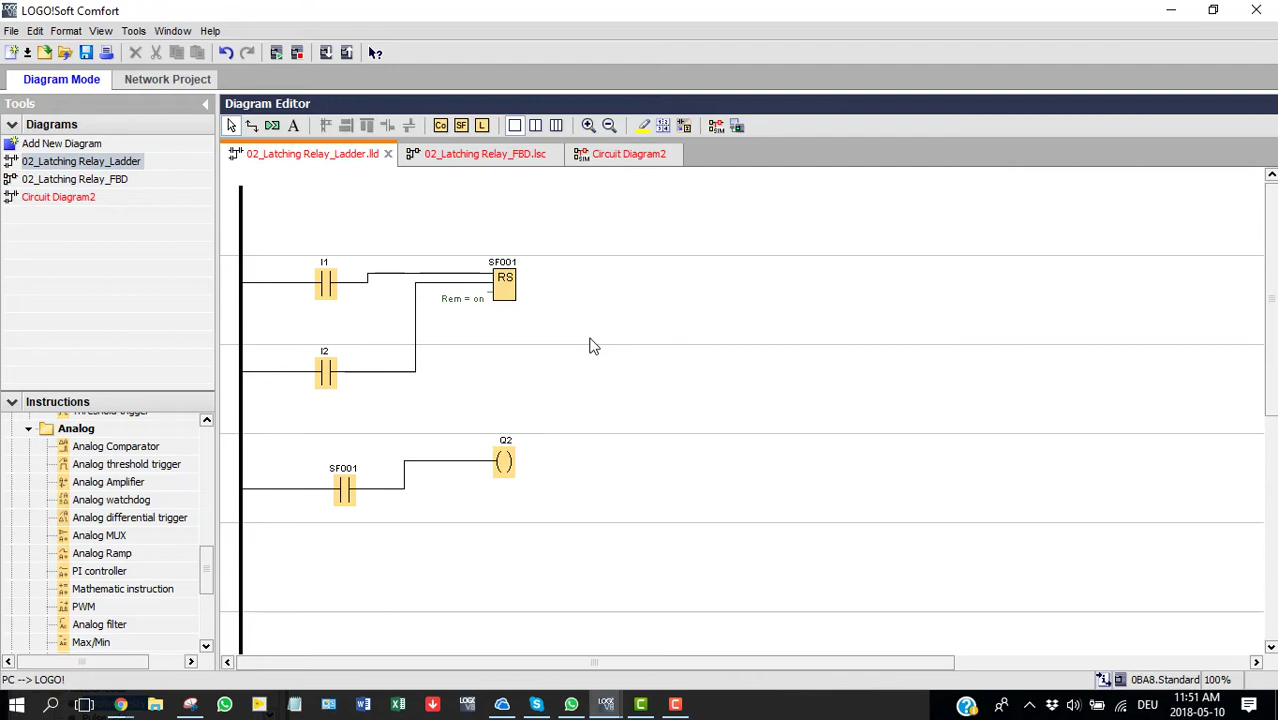 LOGO!Soft Comfort
File Edit Format View Tools Window Help
Diagram Mode Network Project
Tools
Diagram Editor
Diagrams
Add New Diagram
02_Latching Relay_Ladder
02_Latching Relay_FBD
Circuit Diagram2
Co SF L
02_Latching Relay_Ladder.lld
02_Latching Relay_FBD.lsc
Circuit Diagram2
I1
SF001
RS
Rem = on
I2
Q2
SF001
Instructions
Threshold trigger
Analog
Analog Comparator
Analog threshold trigger
Analog Amplifier
Analog watchdog
Analog differential trigger
Analog MUX
Analog Ramp
PI controller
Mathematic instruction
PWM
Analog filter
Max/Min
PC --> LOGO!
0BA8.Standard 100%
DEU
11:51 AM
2018-05-10